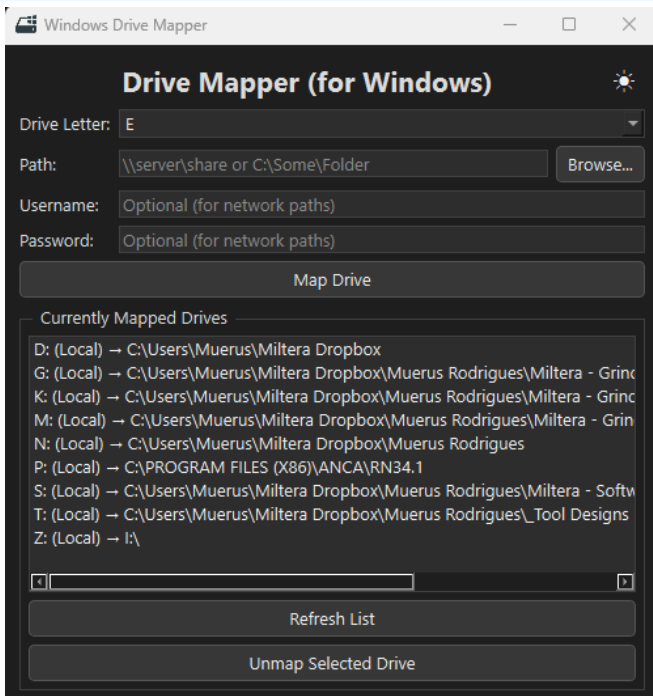 Windows Drive Mapper
Drive Mapper (for Windows)
Drive Letter: E
Path: \\server\share or C:\Some\Folder Browse...
Username: Optional (for network paths)
Password: Optional (for network paths)
Map Drive
Currently Mapped Drives
D: (Local) → C:\Users\Muerus\Miltera Dropbox
G: (Local) → C:\Users\Muerus\Miltera Dropbox\Muerus Rodrigues\Miltera - Grinc
K: (Local) → C:\Users\Muerus\Miltera Dropbox\Muerus Rodrigues\Miltera - Grinc
M: (Local) → C:\Users\Muerus\Miltera Dropbox\Muerus Rodrigues\Miltera - Grin
N: (Local) → C:\Users\Muerus\Miltera Dropbox\Muerus Rodrigues
P: (Local) → C:\PROGRAM FILES (X86)\ANCA\RN34.1
S: (Local) → C:\Users\Muerus\Miltera Dropbox\Muerus Rodrigues\Miltera - Softw
T: (Local) → C:\Users\Muerus\Miltera Dropbox\Muerus Rodrigues\_Tool Designs
Z: (Local) → I:\
Refresh List
Unmap Selected Drive